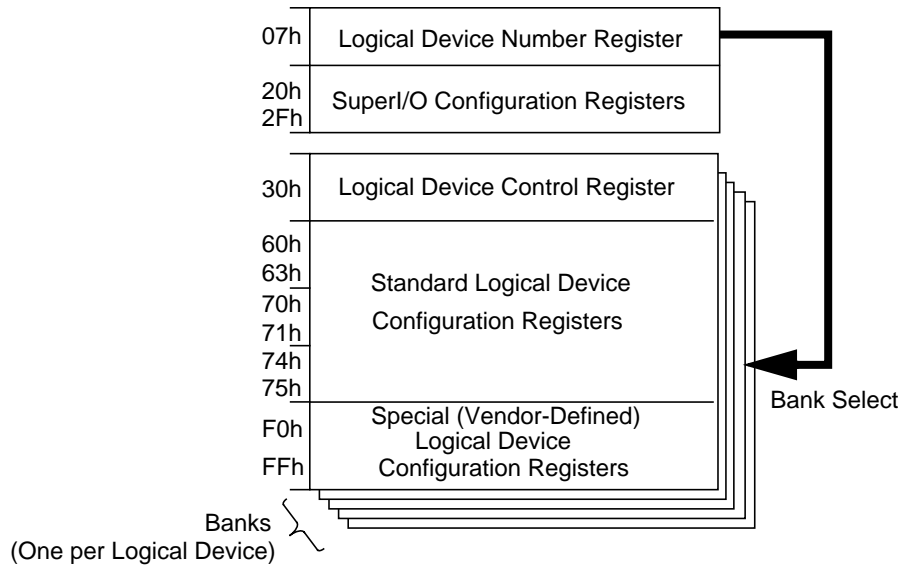 07h
Logical Device Number Register
20h
SuperI/O Configuration Registers
2Fh
30h
Logical Device Control Register
60h
63h
Standard Logical Device
70h
Configuration Registers
71h
74h
75h
Bank Select
F0h
Special (Vendor-Defined)
Logical Device
FFh
Configuration Registers
Banks
(One per Logical Device)